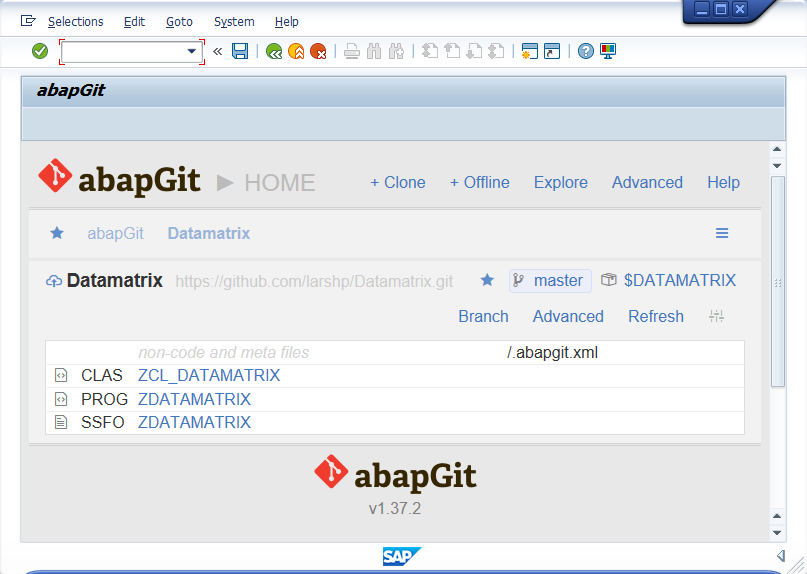 Selections Edit Goto System Help
«
abapGit
abapGit ▶ HOME + Clone + Offline Explore Advanced Help
★ abapGit Datamatrix
Datamatrix https://github.com/larshp/Datamatrix.git ★ master $DATAMATRIX
Branch Advanced Refresh
non-code and meta files /.abapgit.xml
CLAS ZCL_DATAMATRIX
PROG ZDATAMATRIX
SSFO ZDATAMATRIX
abapGit
v1.37.2
SAP